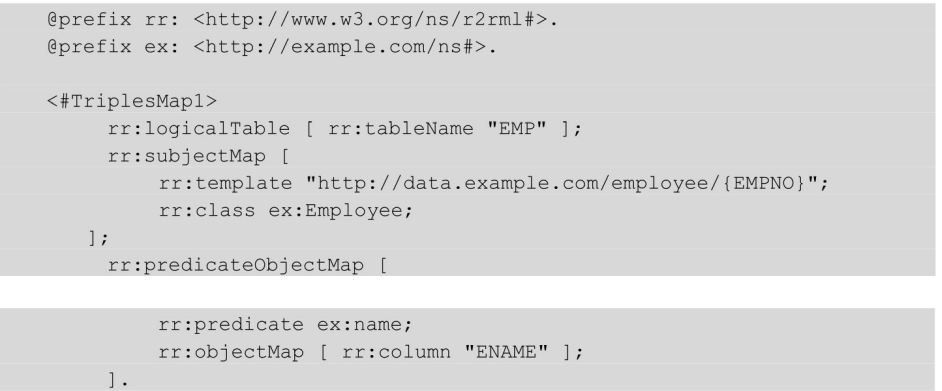 @prefix rr: <http://www.w3.org/ns/r2rml#>.
@prefix ex: <http://example.com/ns#>.

<#TriplesMap1>
     rr:logicalTable [ rr:tableName "EMP" ];
     rr:subjectMap [
         rr:template "http://data.example.com/employee/{EMPNO}";
         rr:class ex:Employee;
    ];
     rr:predicateObjectMap [

         rr:predicate ex:name;
         rr:objectMap [ rr:column "ENAME" ];
     ].